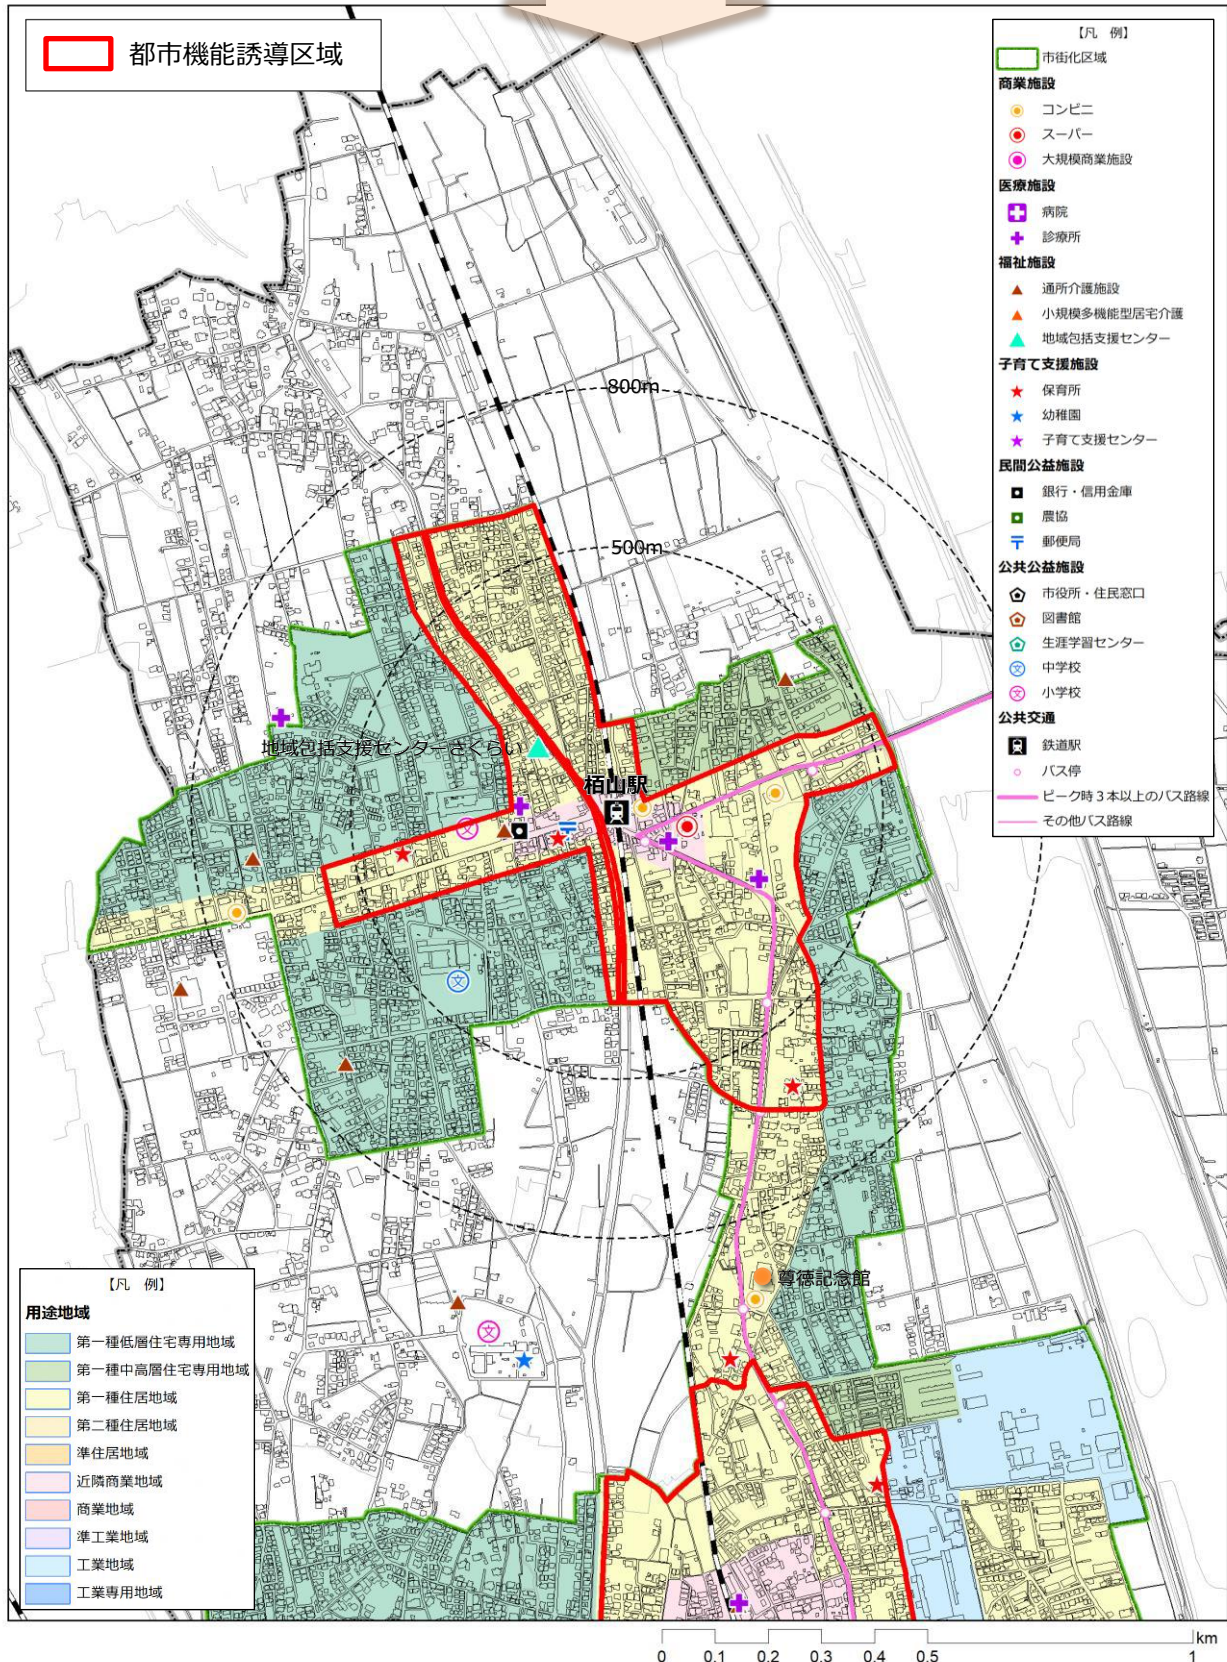 都市機能誘導区域
【凡　例】
市街化区域
商業施設
コンビニ
スーパー
大規模商業施設
医療施設
病院
診療所
福祉施設
通所介護施設
小規模多機能型居宅介護
地域包括支援センター
子育て支援施設
保育所
幼稚園
子育て支援センター
民間公益施設
銀行・信用金庫
農協
郵便局
公共公益施設
市役所・住民窓口
図書館
生涯学習センター
文 中学校
文 小学校
公共交通
鉄道駅
バス停
ピーク時３本以上のバス路線
その他バス路線
800m
500m
地域包括支援センターさくらい
栢山駅
文
文
尊徳記念館
文
【凡　例】
用途地域
第一種低層住宅専用地域
第一種中高層住宅専用地域
第一種住居地域
第二種住居地域
準住居地域
近隣商業地域
商業地域
準工業地域
工業地域
工業専用地域
km
0 0.1 0.2 0.3 0.4 0.5 1